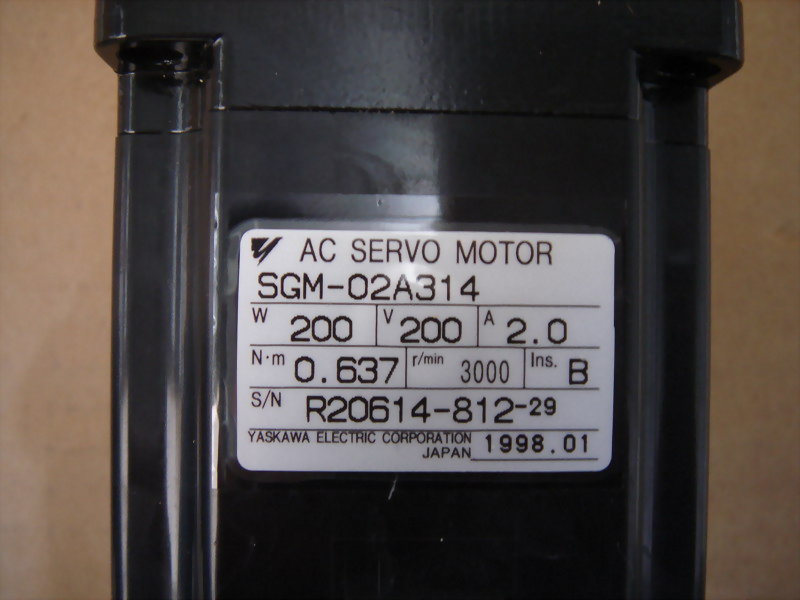 AC SERVO MOTOR
SGM-02A314
W 200 V 200 A 2.0
N·m 0.637 r/min 3000 Ins. B
S/N R20614-812-29
YASKAWA ELECTRIC CORPORATION 1998.01
JAPAN